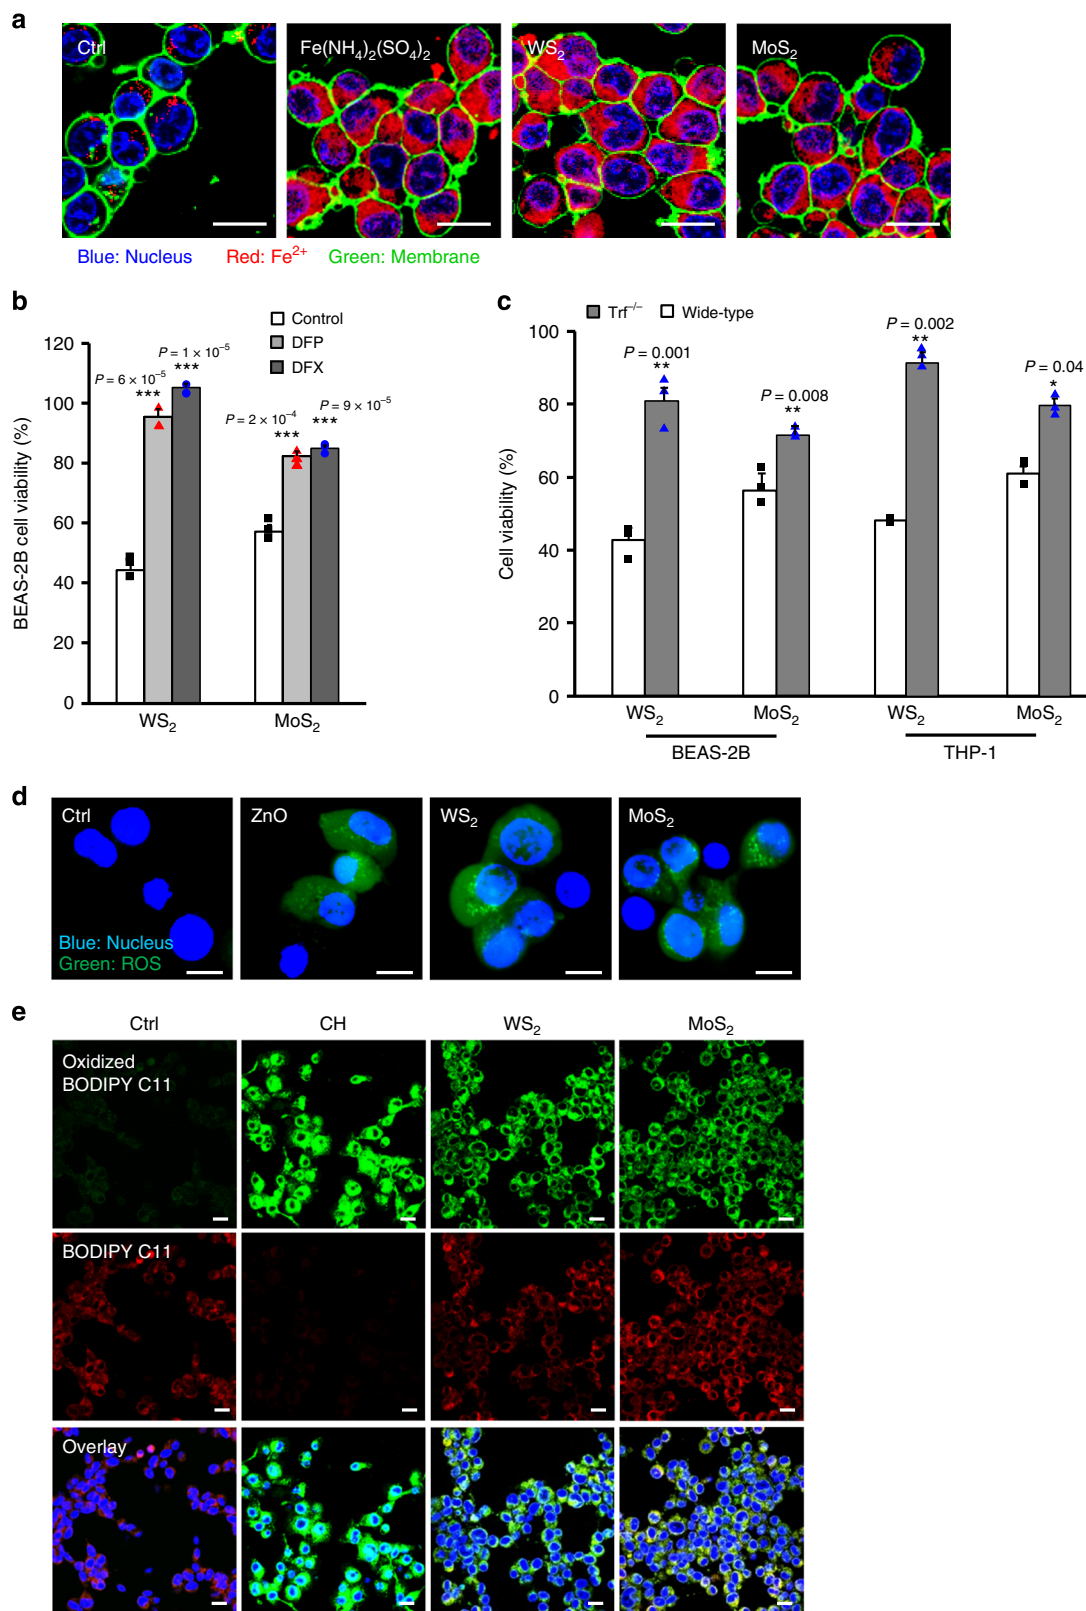 a
Ctrl
Fe(NH4)2(SO4)2
WS2
MoS2
Blue: Nucleus Red: Fe2+ Green: Membrane
b
Control
DFP
DFX
P = 6 × 10–5
***
P = 1 × 10–5
***
P = 2 × 10–4
***
P = 9 × 10–5
***
120
100
80
60
40
20
0
BEAS-2B cell viability (%)
WS2
MoS2
c
Trf–/– Wide-type
P = 0.001
**
P = 0.008
**
P = 0.002
**
P = 0.04
*
100
80
60
40
20
0
Cell viability (%)
WS2
MoS2
WS2
MoS2
BEAS-2B
THP-1
d
Ctrl
ZnO
WS2
MoS2
Blue: Nucleus
Green: ROS
e
Ctrl
CH
WS2
MoS2
Oxidized
BODIPY C11
BODIPY C11
Overlay